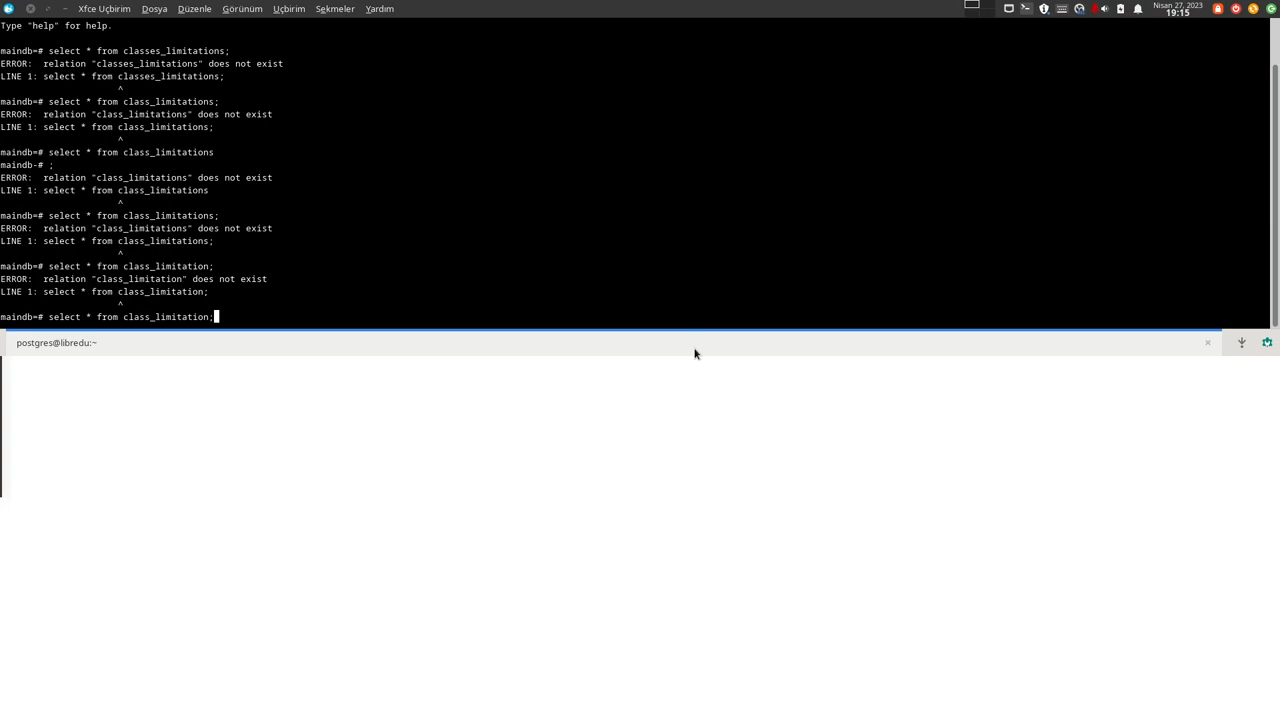 Xfce Uçbirim Dosya Düzenle Görünüm Uçbirim Sekmeler Yardım
Nisan 27, 2023
19:15
Type "help" for help.
maindb=# select * from classes_limitations;
ERROR:  relation "classes_limitations" does not exist
LINE 1: select * from classes_limitations;
                      ^
maindb=# select * from class_limitations;
ERROR:  relation "class_limitations" does not exist
LINE 1: select * from class_limitations;
                      ^
maindb=# select * from class_limitations
maindb-# ;
ERROR:  relation "class_limitations" does not exist
LINE 1: select * from class_limitations
                      ^
maindb=# select * from class_limitations;
ERROR:  relation "class_limitations" does not exist
LINE 1: select * from class_limitations;
                      ^
maindb=# select * from class_limitation;
ERROR:  relation "class_limitation" does not exist
LINE 1: select * from class_limitation;
                      ^
maindb=# select * from class_limitation;
postgres@libredu:~